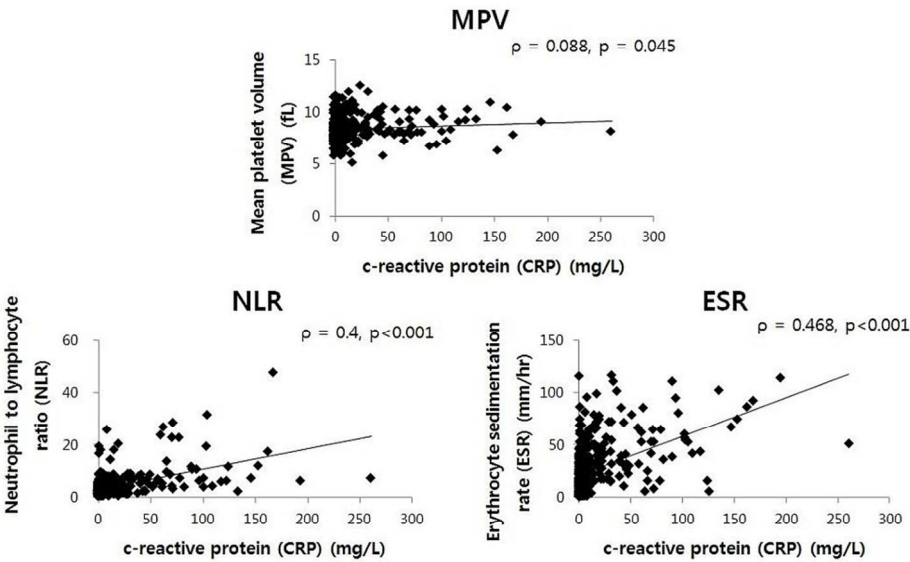 MPV
ρ = 0.088, p = 0.045
Mean platelet volume
(MPV) (fL)
15
10
5
0
0 50 100 150 200 250 300
c-reactive protein (CRP) (mg/L)
NLR
ρ = 0.4, p<0.001
Neutrophil to lymphocyte
ratio (NLR)
60
40
20
0
0 50 100 150 200 250 300
c-reactive protein (CRP) (mg/L)
ESR
ρ = 0.468, p<0.001
Erythrocyte sedimentation
rate (ESR) (mm/hr)
150
100
50
0
0 50 100 150 200 250 300
c-reactive protein (CRP) (mg/L)